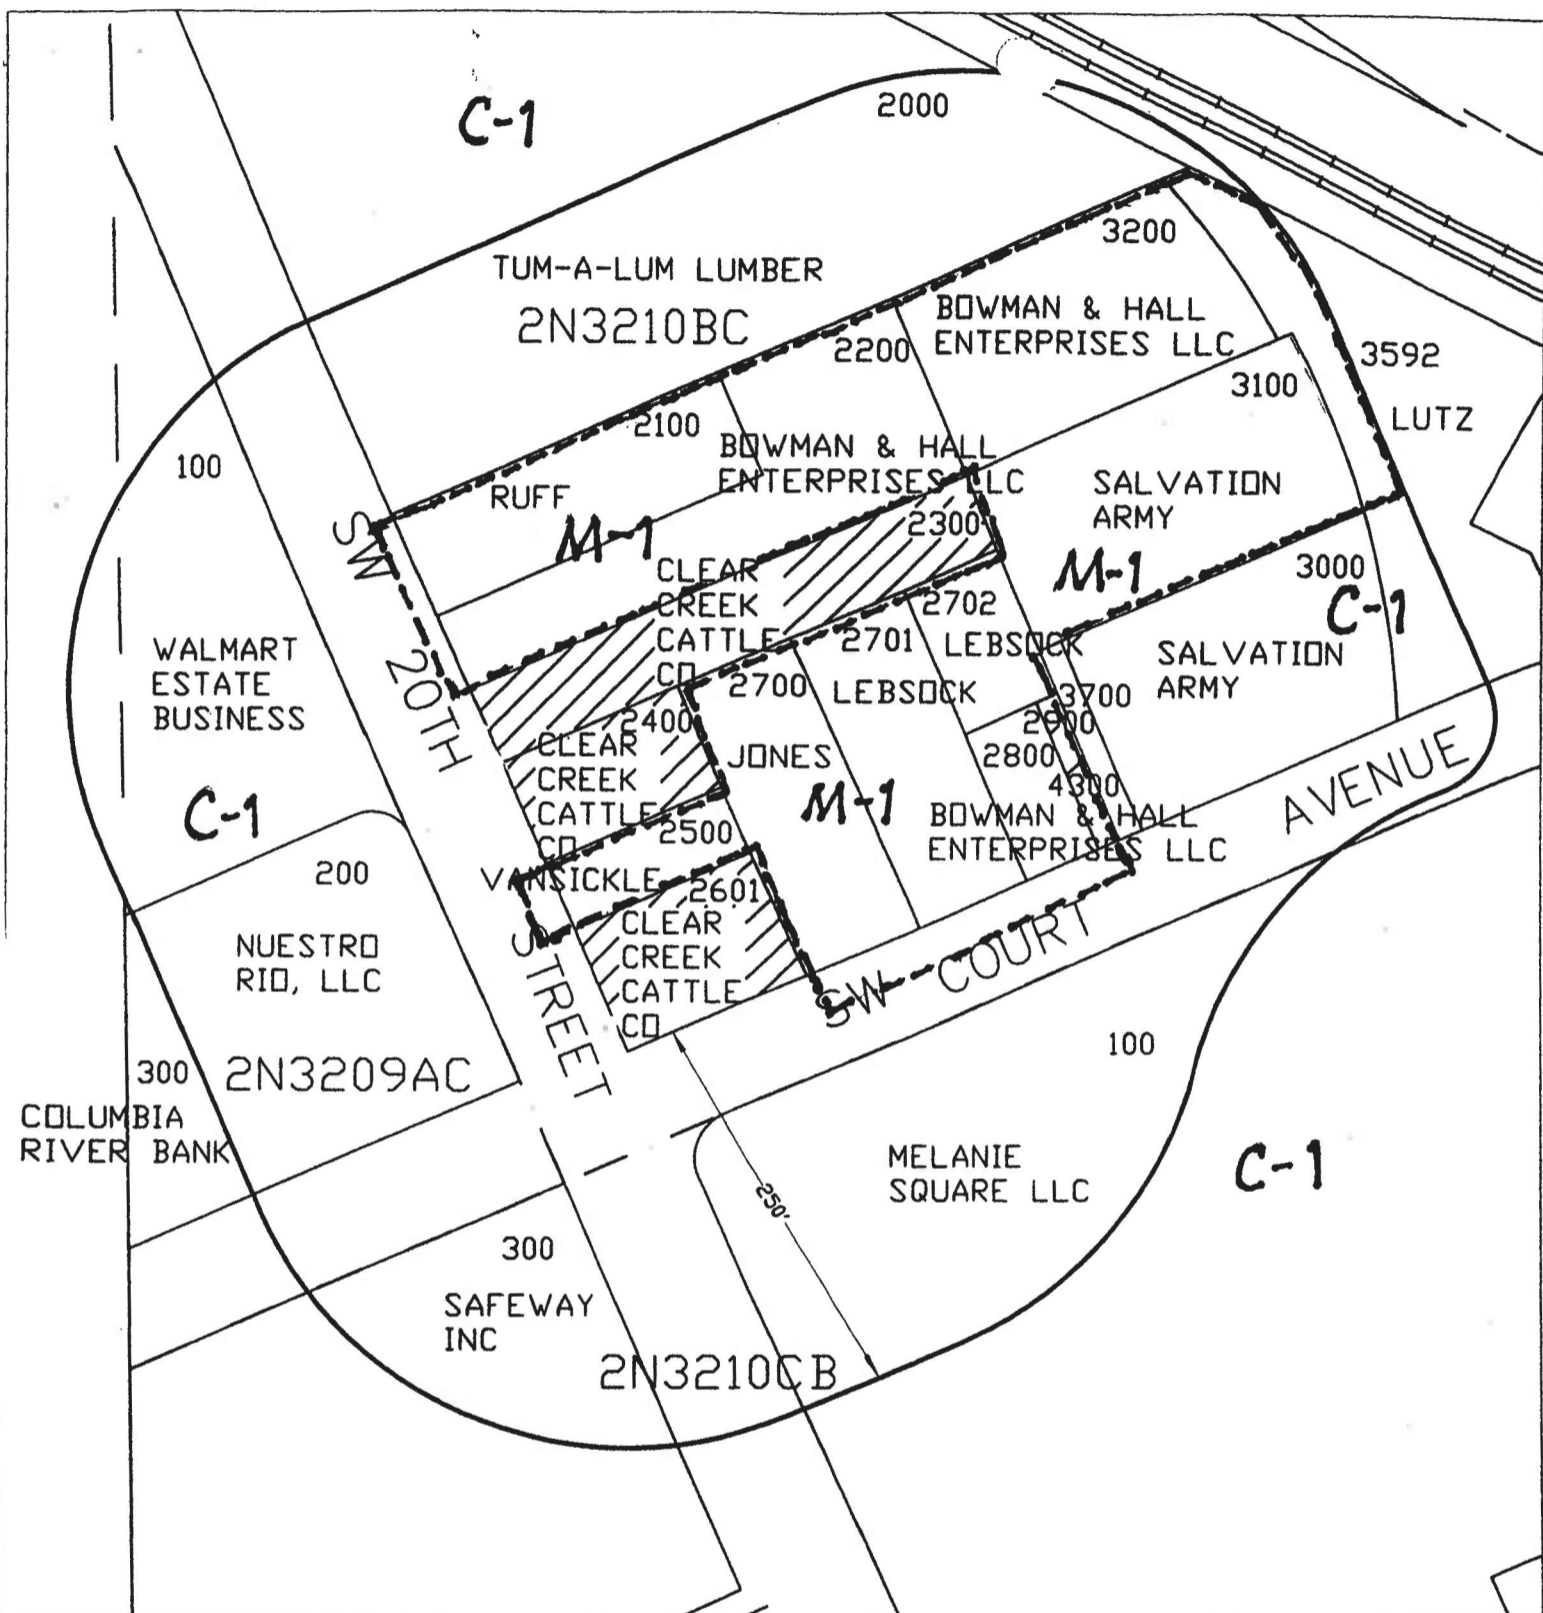 C-1
2000
3200
TUM-A-LUM LUMBER
2N3210BC
BOWMAN & HALL
ENTERPRISES LLC
2200
3592
3100
LUTZ
2100
BOWMAN & HALL
ENTERPRISES LLC
100
RUFF
M-1
SALVATION
ARMY
2300
M-1
3000
C-1
CLEAR
CREEK
CATTLE
CO
2702
LEBSOCK
2701
LEBSOCK
SALVATION
ARMY
WALMART
ESTATE
BUSINESS
2700
JONES
3700
2900
2800
4300
2400
CLEAR
CREEK
CATTLE
CO
M-1
BOWMAN & HALL
ENTERPRISES LLC
C-1
2500
VANSICKLE
2601
CLEAR
CREEK
CATTLE
CO
200
NUESTRO
RIO, LLC
SW 20TH STREET
SW COURT AVENUE
300
2N3209AC
COLUMBIA
RIVER BANK
100
MELANIE
SQUARE LLC
C-1
250'
300
SAFEWAY
INC
2N3210CB